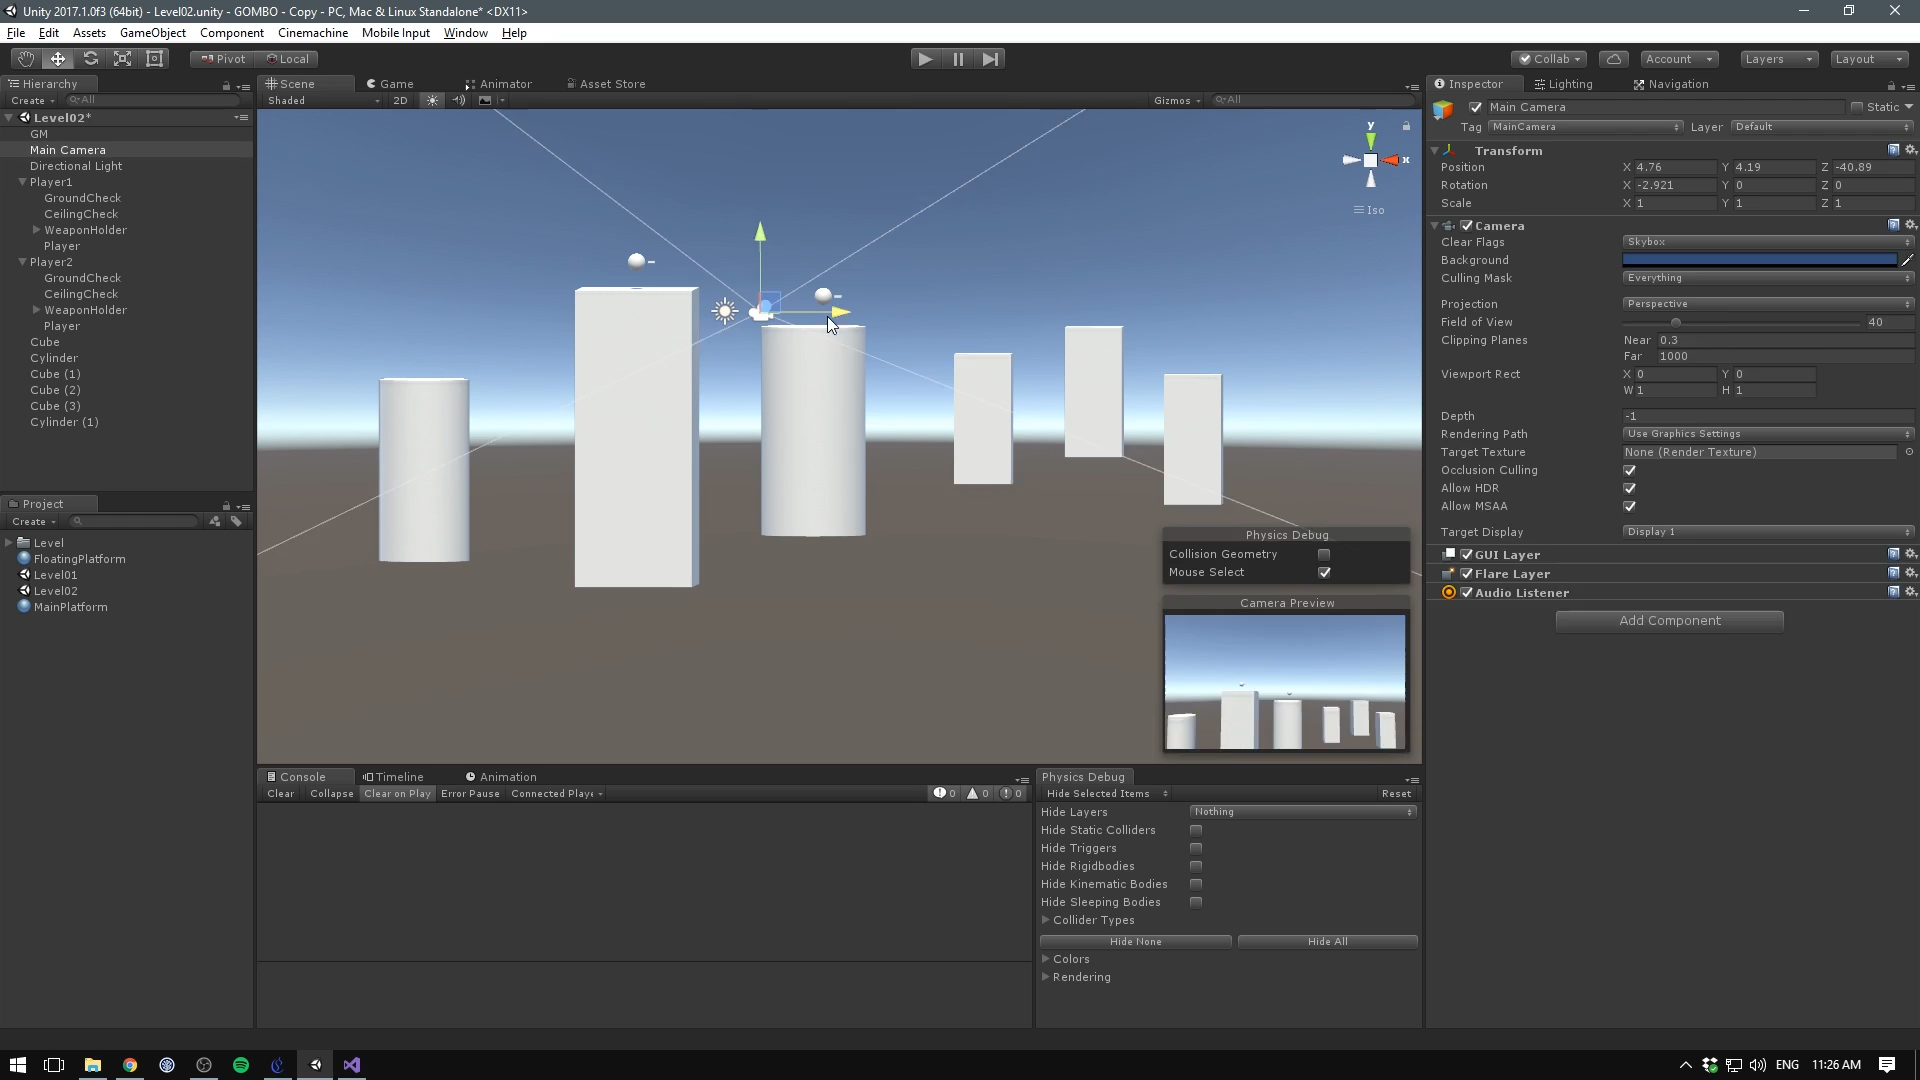 Unity 2017.1.0f3 (64bit) - Level02.unity - GOMBO - Copy - PC, Mac & Linux Standalone* <DX11>
File Edit Assets GameObject Component Cinemachine Mobile Input Window Help
Pivot Local Collab Account Layers Layout
Hierarchy
Create All
Level02*
GM
Main Camera
Directional Light
Player1
GroundCheck
CeilingCheck
WeaponHolder
Player
Player2
GroundCheck
CeilingCheck
WeaponHolder
Player
Cube
Cylinder
Cube (1)
Cube (2)
Cube (3)
Cylinder (1)
Project
Create
Level
FloatingPlatform
Level01
Level02
MainPlatform
Scene Game Animator Asset Store
Shaded 2D Gizmos All
y
x
Iso
Physics Debug
Collision Geometry
Mouse Select
Camera Preview
Console Timeline Animation
Clear Collapse Clear on Play Error Pause Connected Playe 0 0 0
Physics Debug
Hide Selected Items Reset
Hide Layers Nothing
Hide Static Colliders
Hide Triggers
Hide Rigidbodies
Hide Kinematic Bodies
Hide Sleeping Bodies
Collider Types
Hide None Hide All
Colors
Rendering
Inspector Lighting Navigation
Main Camera Static
Tag MainCamera Layer Default
Transform
Position X 4.76 Y 4.19 Z -40.89
Rotation X -2.921 Y 0 Z 0
Scale X 1 Y 1 Z 1
Camera
Clear Flags Skybox
Background
Culling Mask Everything
Projection Perspective
Field of View 40
Clipping Planes Near 0.3
Far 1000
Viewport Rect X 0 Y 0
W 1 H 1
Depth -1
Rendering Path Use Graphics Settings
Target Texture None (Render Texture)
Occlusion Culling
Allow HDR
Allow MSAA
Target Display Display 1
GUI Layer
Flare Layer
Audio Listener
Add Component
ENG 11:26 AM